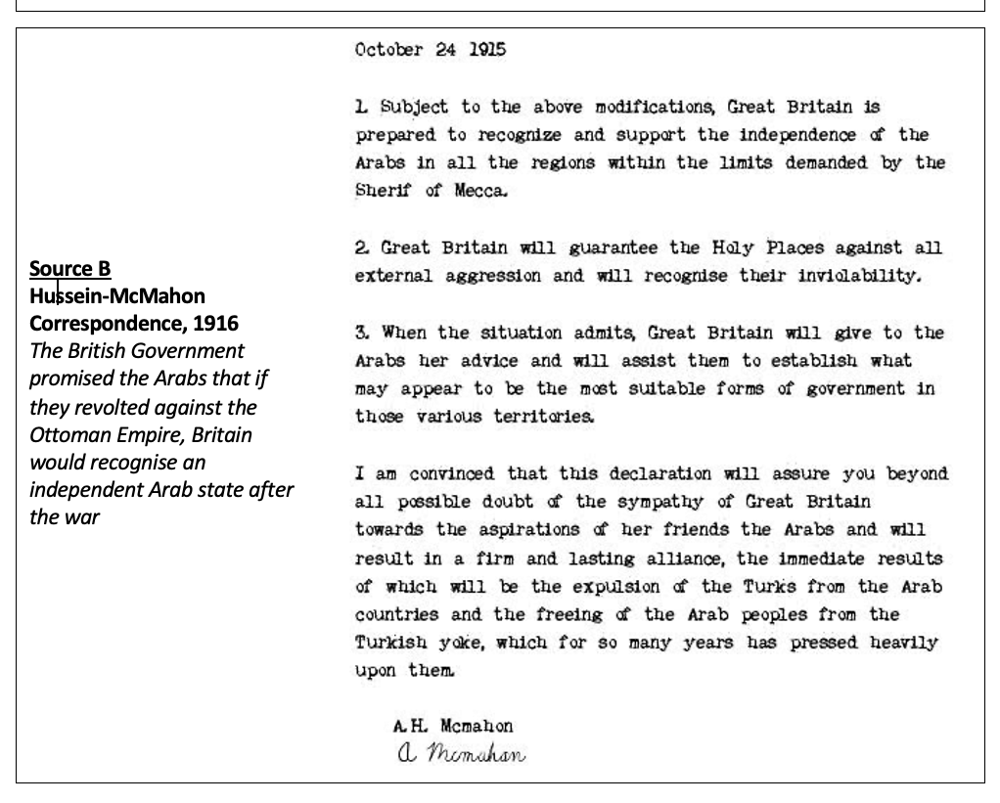 Source B
Hussein-McMahon
Correspondence, 1916
The British Government
promised the Arabs that if
they revolted against the
Ottoman Empire, Britain
would recognise an
independent Arab state after
the war
October 24 1915
1. Subject to the above modifications, Great Britain is
prepared to recognize and support the independence of the
Arabs in all the regions within the limits demanded by the
Sherif of Mecca.
2. Great Britain will guarantee the Holy Places against all
external aggression and will recognise their inviolability.
3. When the situation admits, Great Britain will give to the
Arabs her advice and will assist them to establish what
may appear to be the most suitable forms of government in
those various territories.
I am convinced that this declaration will assure you beyond
all possible doubt of the sympathy of Great Britain
towards the aspirations of her friends the Arabs and will
result in a firm and lasting alliance, the immediate results
of which will be the expulsion of the Turks from the Arab
countries and the freeing of the Arab peoples from the
Turkish yoke, which for so many years has pressed heavily
upon them.
A.H. Mcmahon
A Mcmahon